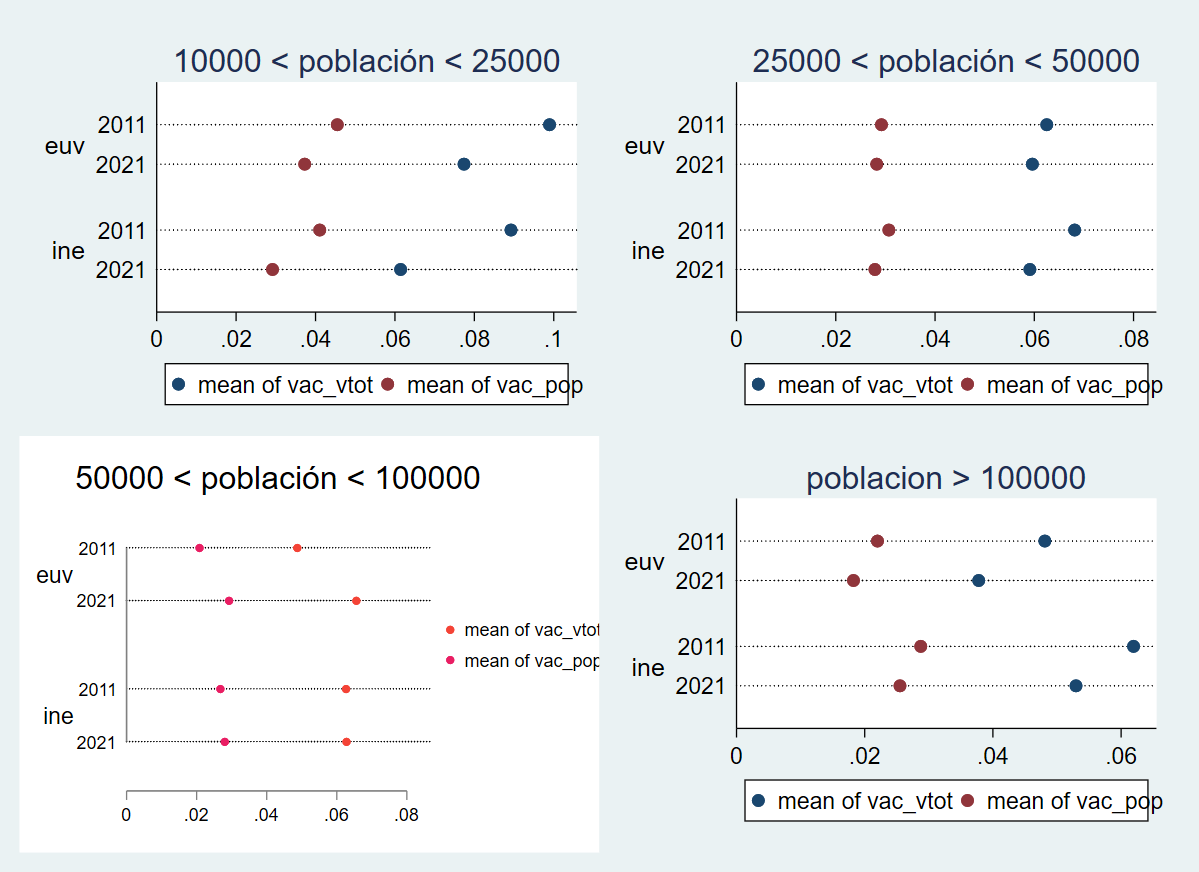 10000 < población < 25000
2011
euv
2021
2011
ine
2021
0 .02 .04 .06 .08 .1
mean of vac_vtot mean of vac_pop
25000 < población < 50000
2011
euv
2021
2011
ine
2021
0 .02 .04 .06 .08
mean of vac_vtot mean of vac_pop
50000 < población < 100000
2011
euv
2021
mean of vac_vtot
mean of vac_pop
2011
ine
2021
0 .02 .04 .06 .08
poblacion > 100000
2011
euv
2021
2011
ine
2021
0 .02 .04 .06
mean of vac_vtot mean of vac_pop